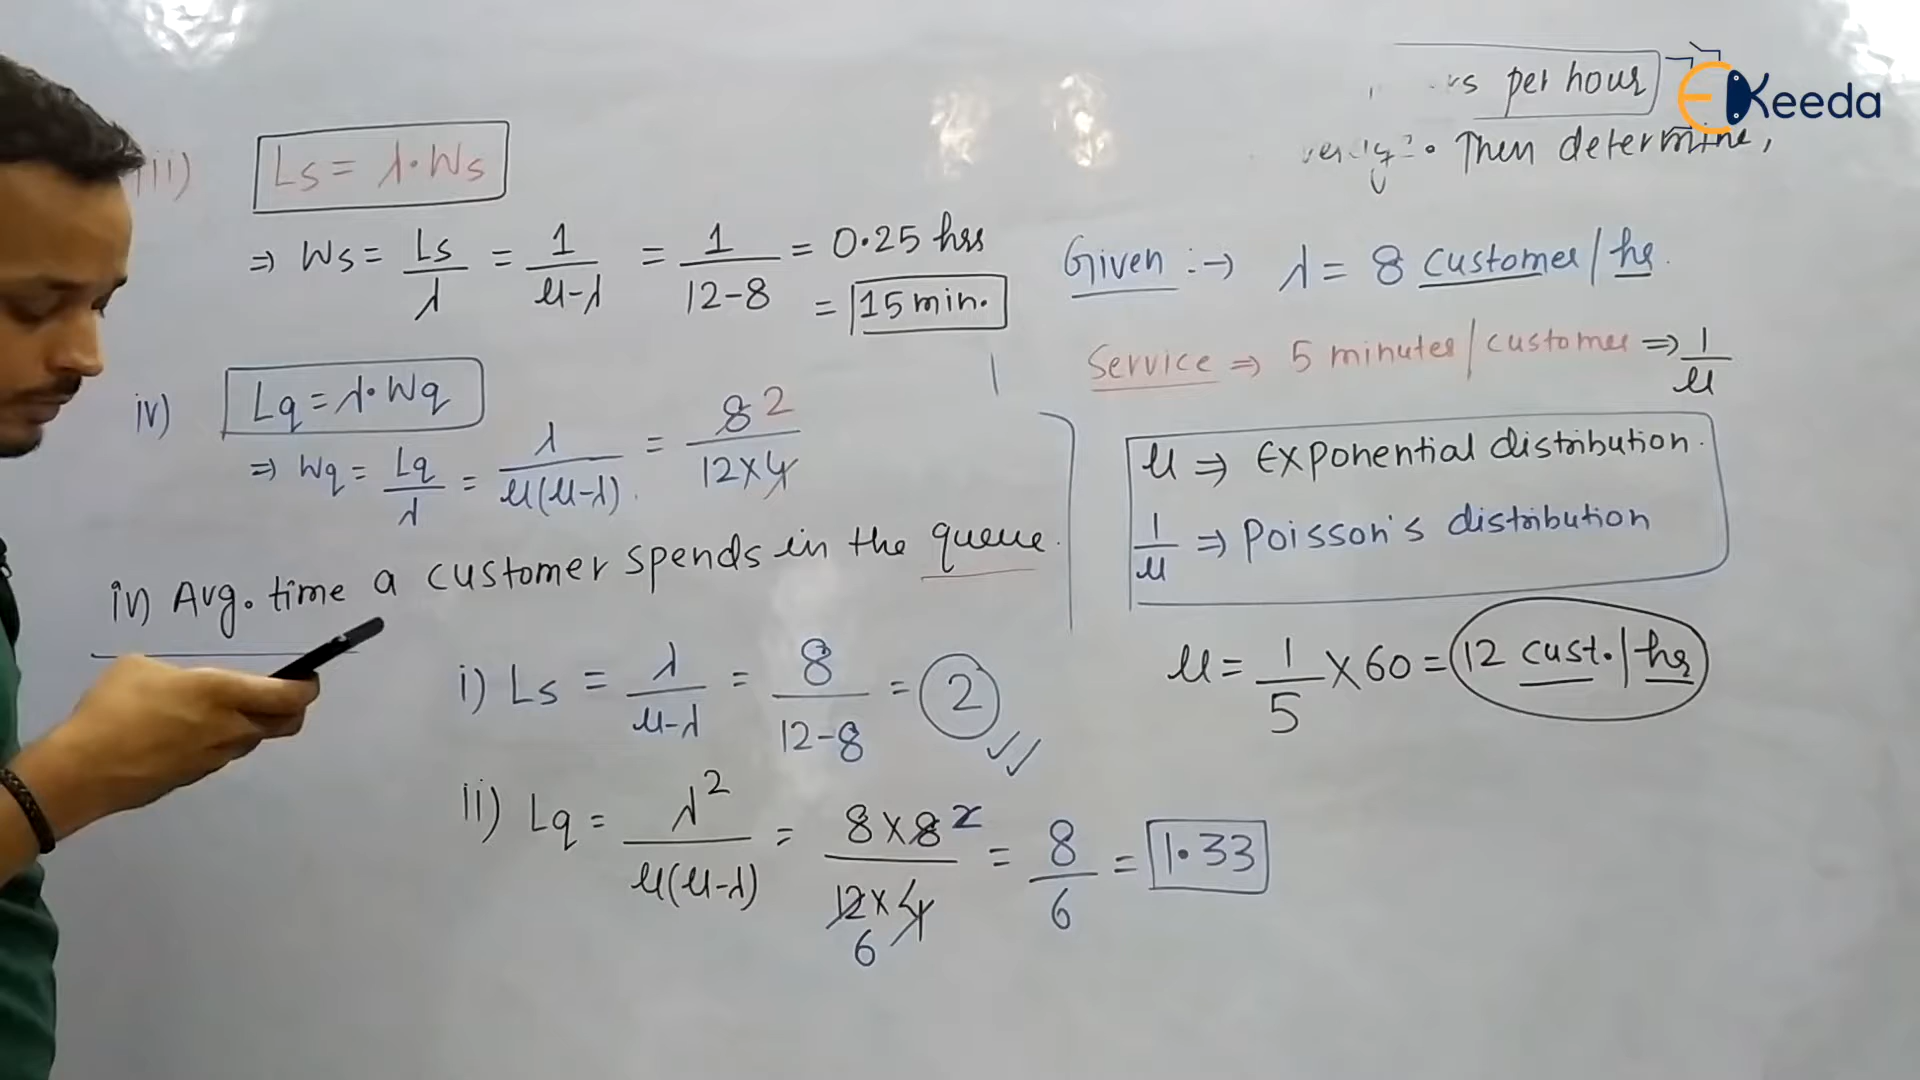 per hour
EKeeda
Then determine,
iii) Ls = λ·Ws
⇒ Ws = Ls/λ = 1/μ-λ = 1/12-8 = 0.25 hrs
= 15 min.
iv) Lq = λ·Wq
⇒ Wq = Lq/λ = λ/μ(μ-λ) = 8 2/12×4
iv) Avg. time a customer spends in the queue.
i) Ls = λ/μ-λ = 8/12-8 = 2
ii) Lq = λ²/μ(μ-λ) = 8×8 2/12×4 6 = 8/6 = 1.33
Given :→ λ = 8 customer/hr.
Service ⇒ 5 minutes/customer ⇒ 1/μ
μ ⇒ Exponential distribution.
1/μ ⇒ Poisson's distribution
μ = 1/5 × 60 = 12 cust./hr